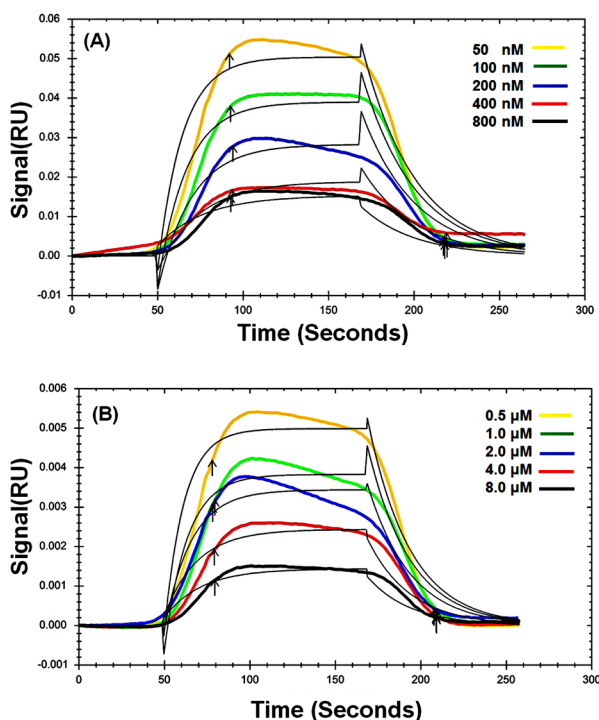 (A)
50 nM
100 nM
200 nM
400 nM
800 nM
Signal(RU)
0.06
0.05
0.04
0.03
0.02
0.01
0.00
-0.01
0 50 100 150 200 250 300
Time (Seconds)
(B)
0.5 µM
1.0 µM
2.0 µM
4.0 µM
8.0 µM
Signal(RU)
0.006
0.005
0.004
0.003
0.002
0.001
0.000
-0.001
0 50 100 150 200 250 300
Time (Seconds)